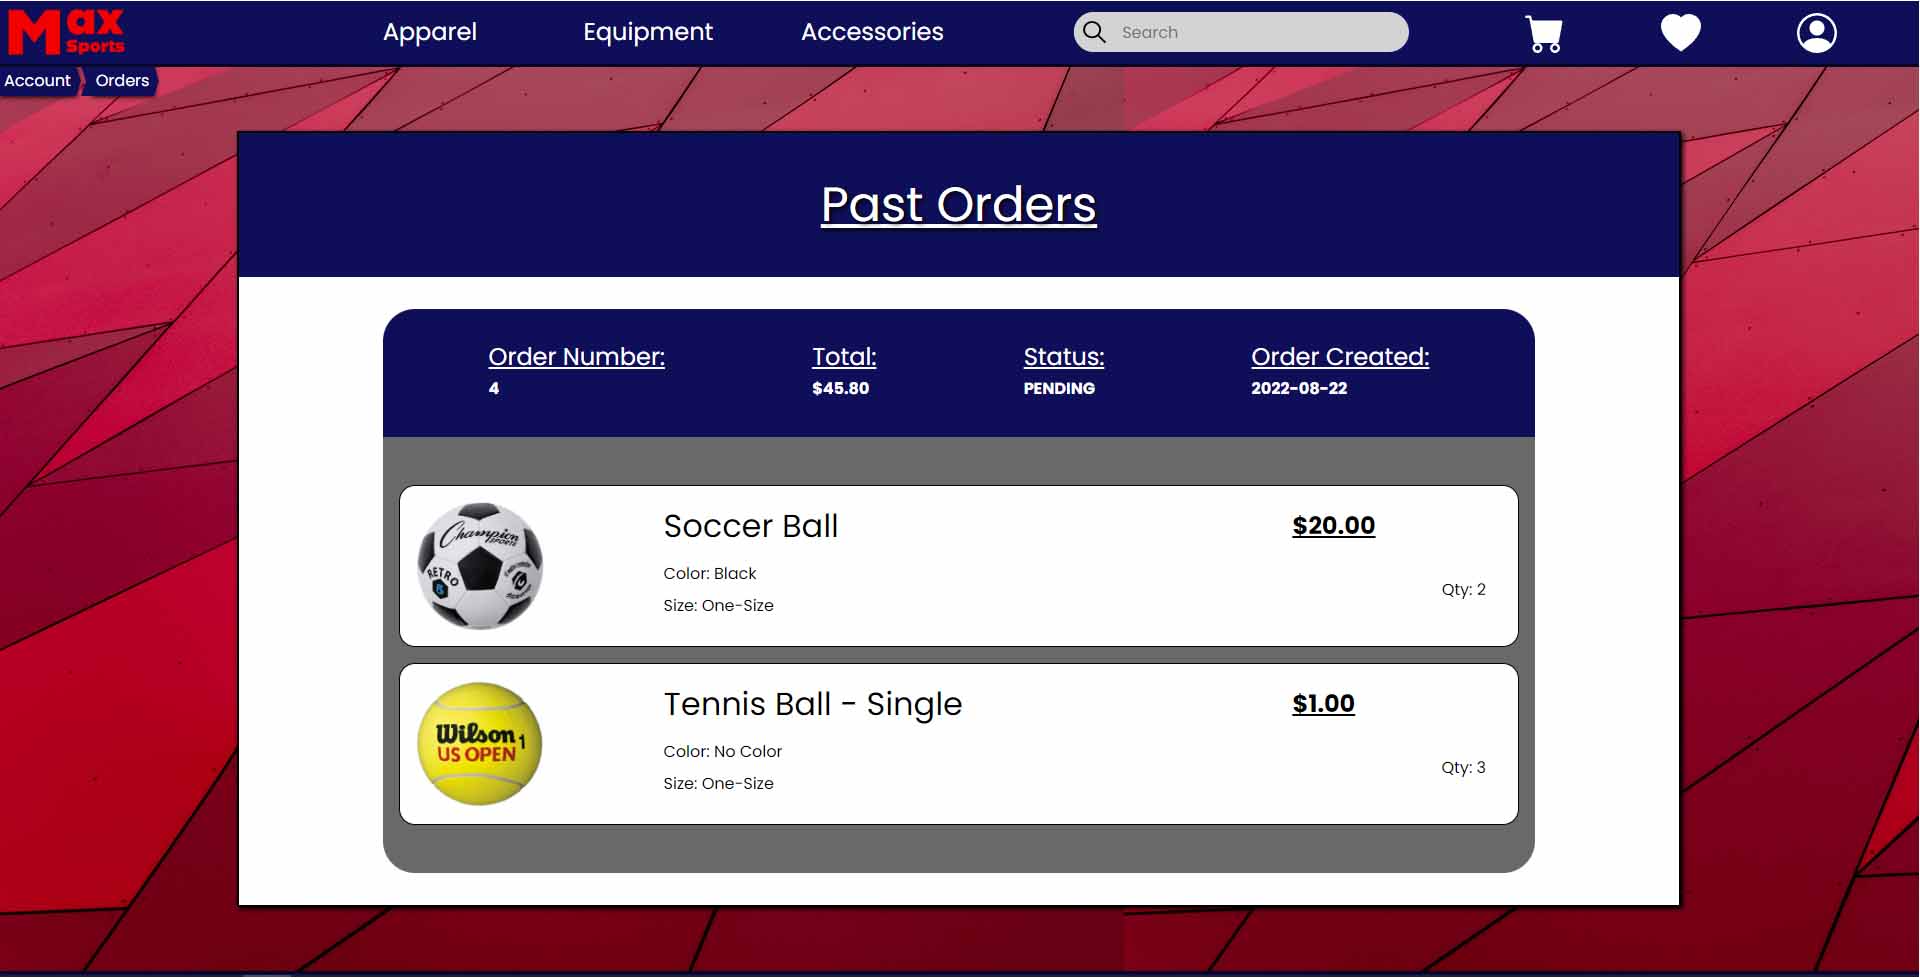 Max
Sports
Apparel
Equipment
Accessories
Search
Account
Orders
Past Orders
Order Number:
4
Total:
$45.80
Status:
PENDING
Order Created:
2022-08-22
Champion
SPORTS
RETRO
Soccer Ball
Color: Black
Size: One-Size
$20.00
Qty: 2
Wilson 1
US OPEN
Tennis Ball - Single
Color: No Color
Size: One-Size
$1.00
Qty: 3